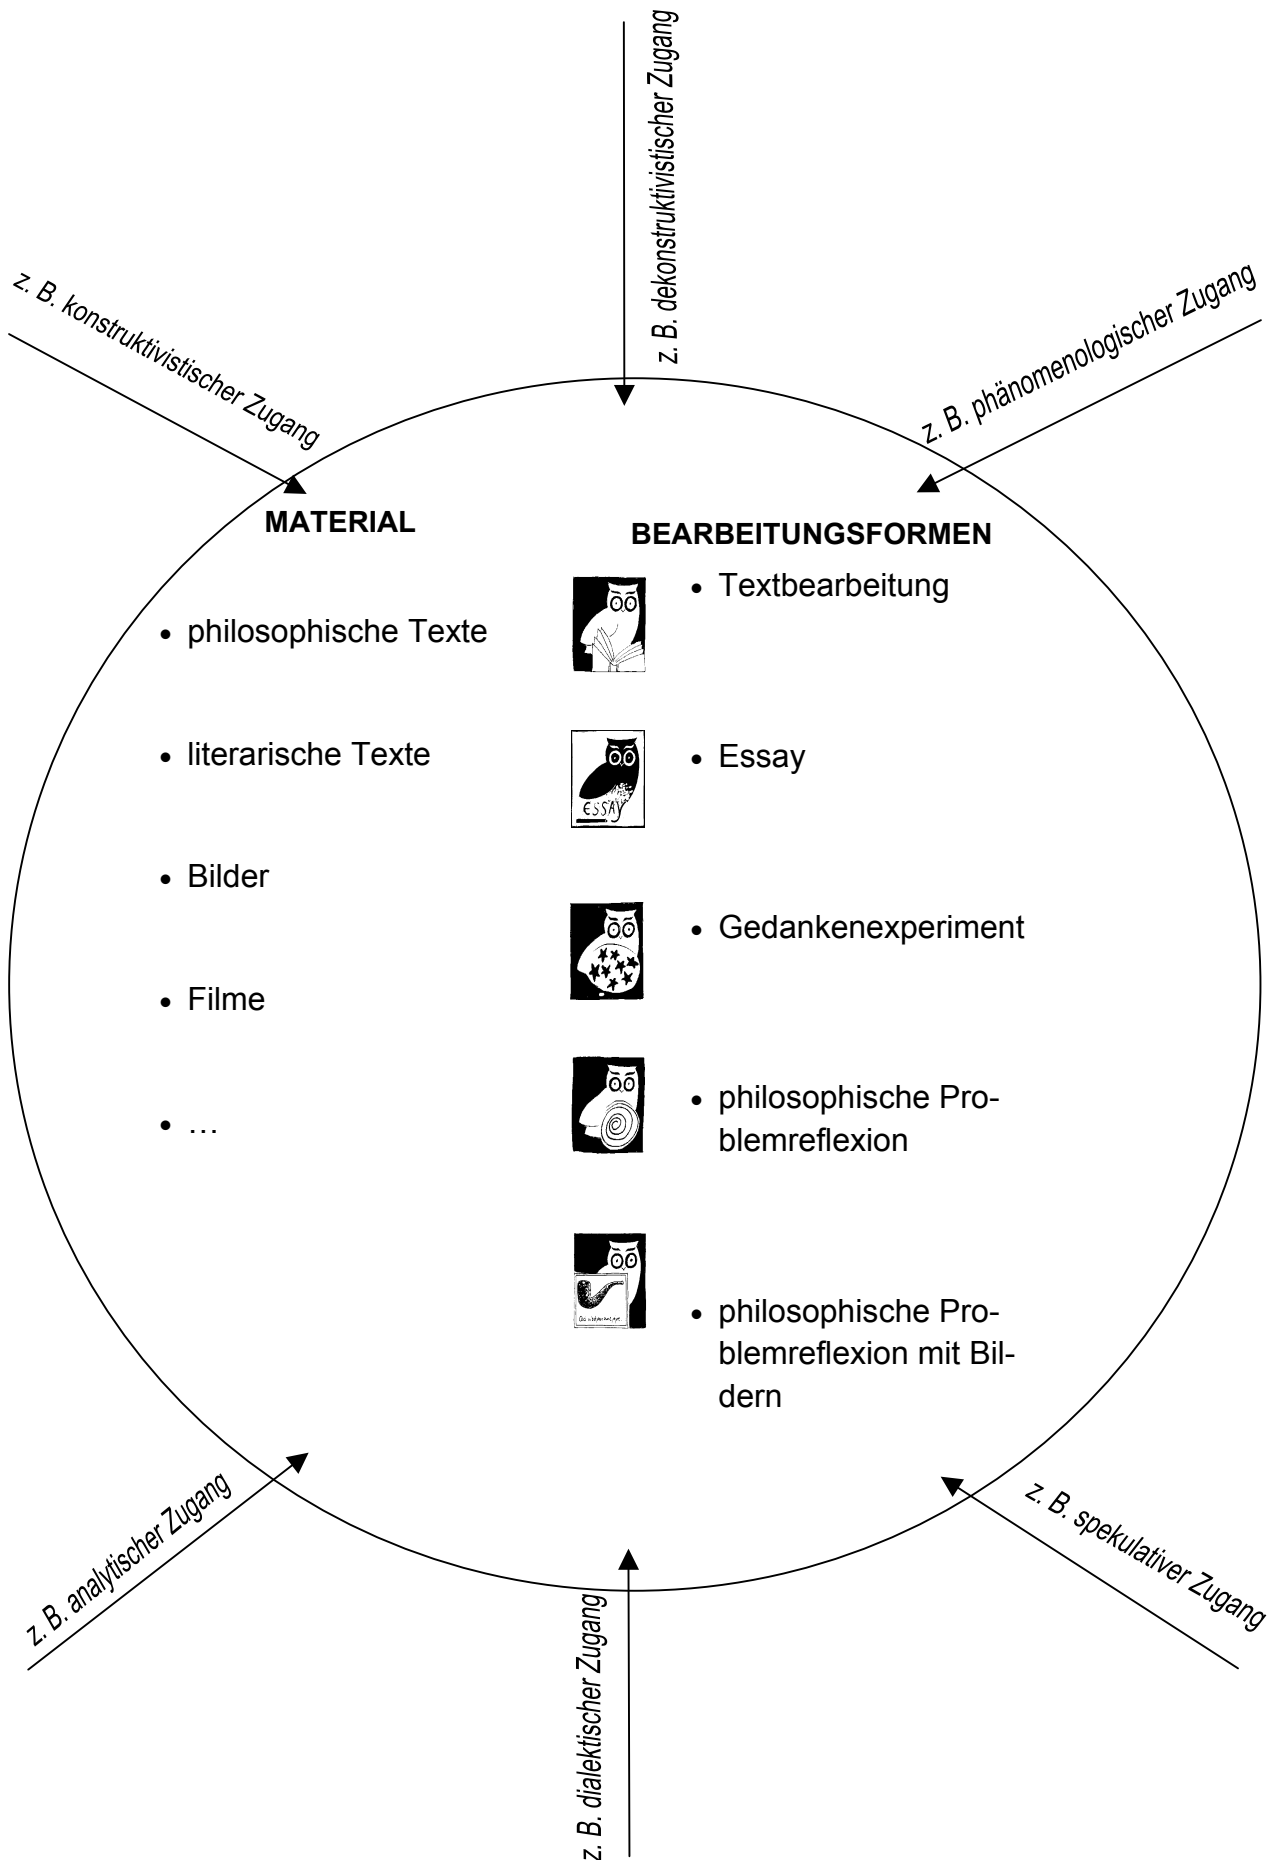 z. B. dekonstruktivistischer Zugang
z. B. konstruktivistischer Zugang
z. B. phänomenologischer Zugang
MATERIAL
• philosophische Texte
• literarische Texte
• Bilder
• Filme
• …
BEARBEITUNGSFORMEN
• Textbearbeitung
ESSAY
• Essay
• Gedankenexperiment
• philosophische Pro-
blemreflexion
• philosophische Pro-
blemreflexion mit Bil-
dern
z. B. analytischer Zugang
z. B. dialektischer Zugang
z. B. spekulativer Zugang